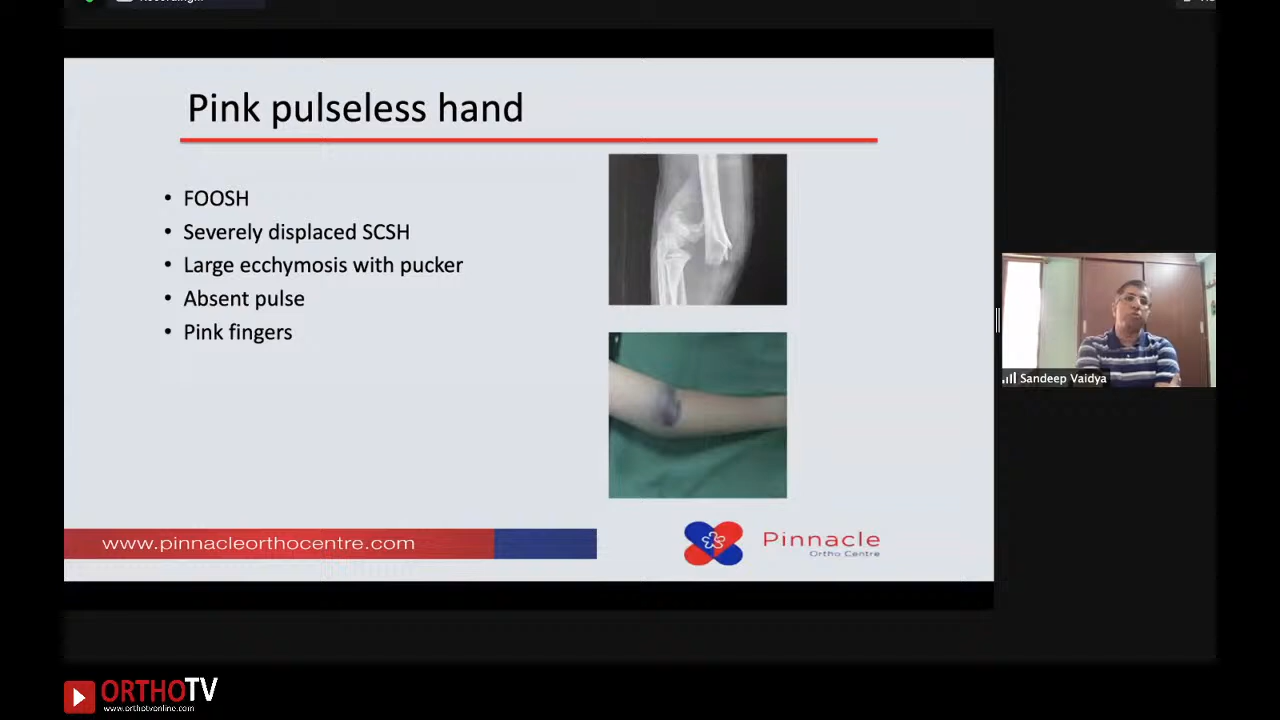 Pink pulseless hand
• FOOSH
• Severely displaced SCSH
• Large ecchymosis with pucker
• Absent pulse
• Pink fingers
Sandeep Vaidya
www.pinnacleorthocentre.com
Pinnacle
Ortho Centre
ORTHOTV
www.orthotvonline.com